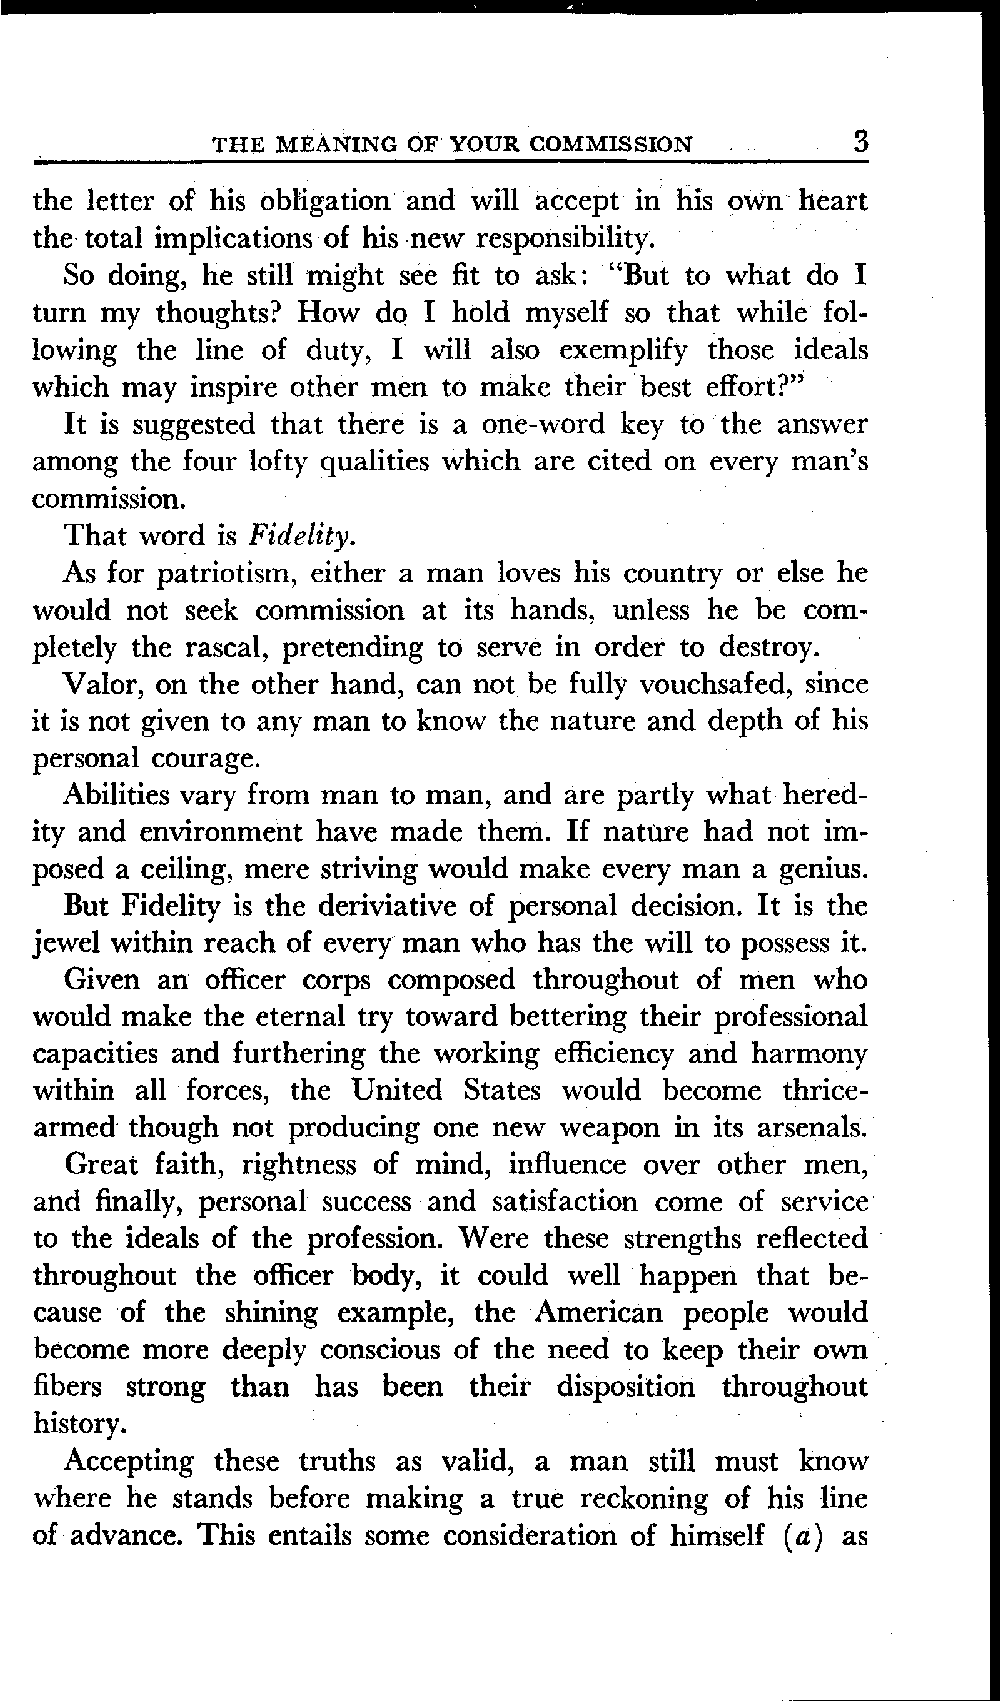 THE MEANING OF YOUR COMMISSION 3
the letter of his obligation and will accept in his own heart
the total implications of his new responsibility.
So doing, he still might see fit to ask: “But to what do I
turn my thoughts? How do I hold myself so that while fol-
lowing the line of duty, I will also exemplify those ideals
which may inspire other men to make their best effort?”
It is suggested that there is a one-word key to the answer
among the four lofty qualities which are cited on every man’s
commission.
That word is Fidelity.
As for patriotism, either a man loves his country or else he
would not seek commission at its hands, unless he be com-
pletely the rascal, pretending to serve in order to destroy.
Valor, on the other hand, can not be fully vouchsafed, since
it is not given to any man to know the nature and depth of his
personal courage.
Abilities vary from man to man, and are partly what hered-
ity and environment have made them. If nature had not im-
posed a ceiling, mere striving would make every man a genius.
But Fidelity is the deriviative of personal decision. It is the
jewel within reach of every man who has the will to possess it.
Given an officer corps composed throughout of men who
would make the eternal try toward bettering their professional
capacities and furthering the working efficiency and harmony
within all forces, the United States would become thrice-
armed though not producing one new weapon in its arsenals.
Great faith, rightness of mind, influence over other men,
and finally, personal success and satisfaction come of service
to the ideals of the profession. Were these strengths reflected
throughout the officer body, it could well happen that be-
cause of the shining example, the American people would
become more deeply conscious of the need to keep their own
fibers strong than has been their disposition throughout
history.
Accepting these truths as valid, a man still must know
where he stands before making a true reckoning of his line
of advance. This entails some consideration of himself (a) as